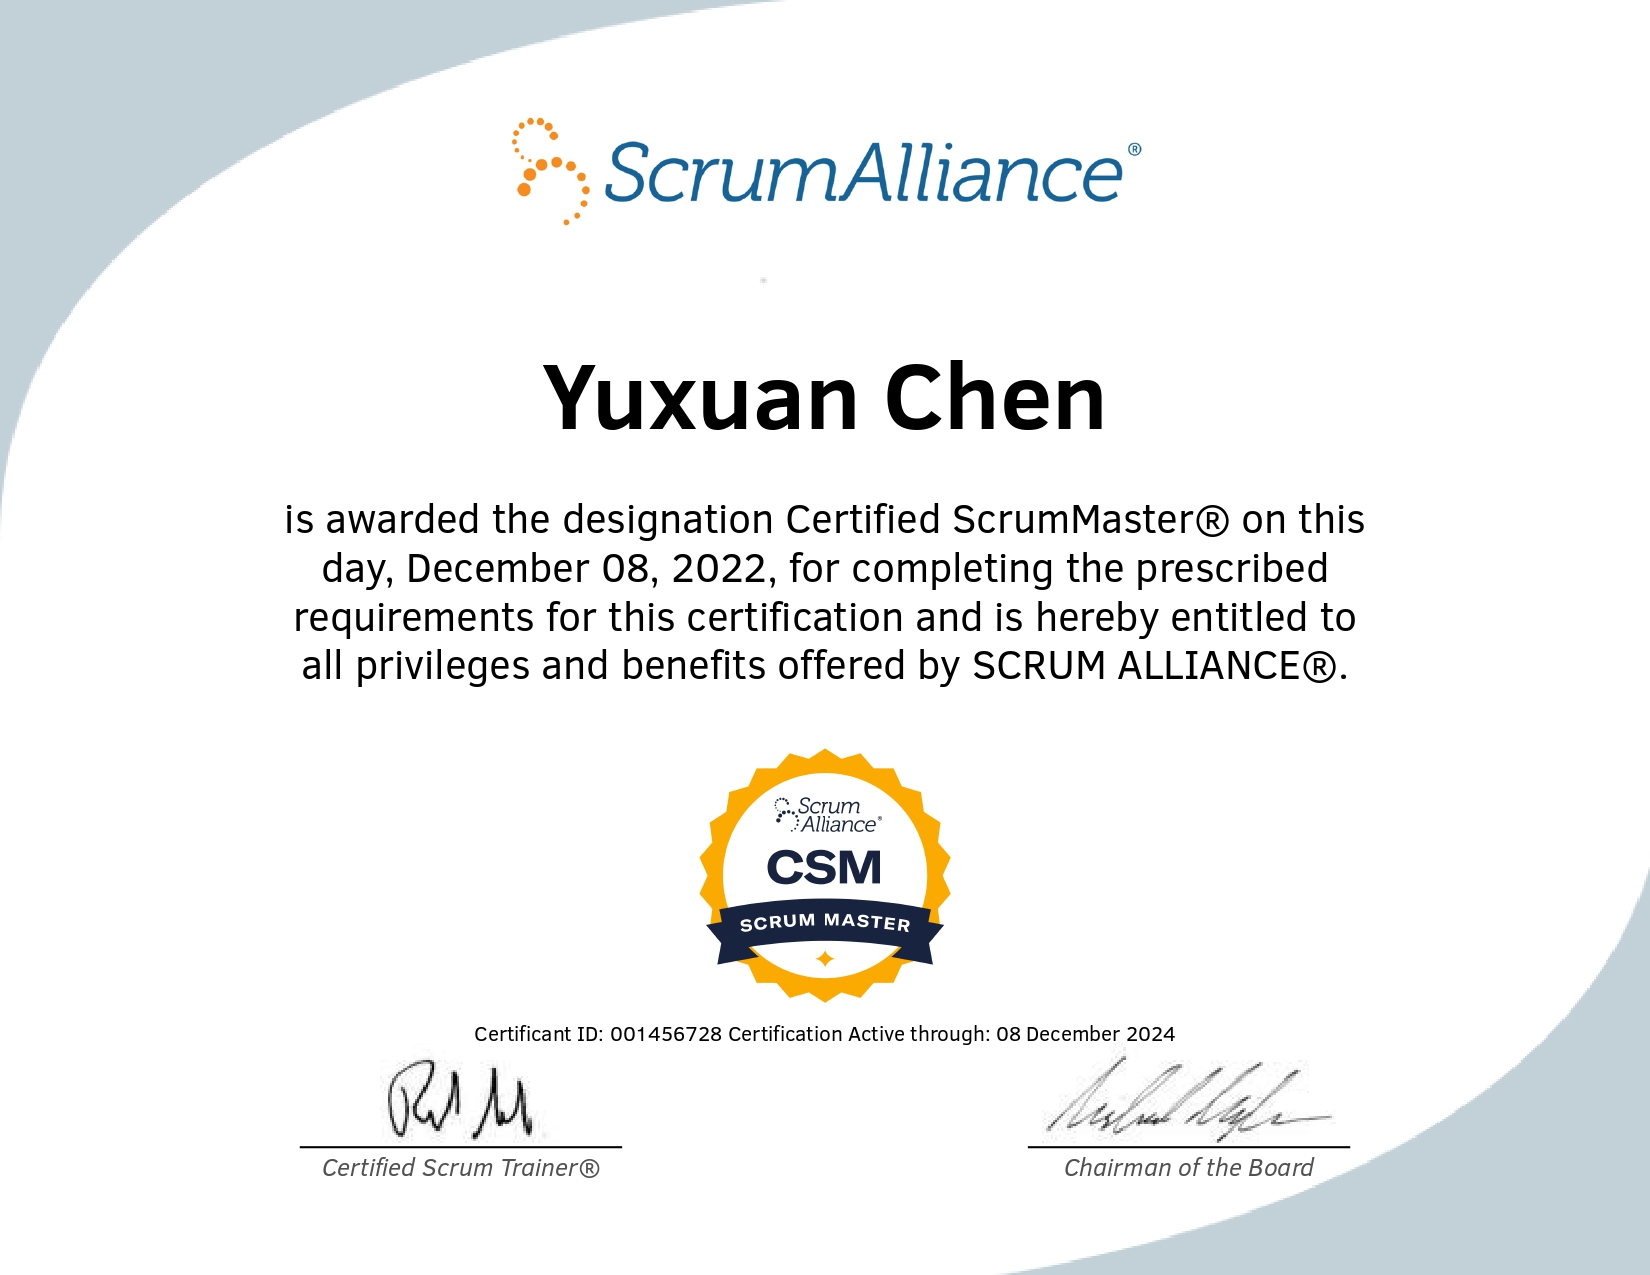 ScrumAlliance®
Yuxuan Chen
is awarded the designation Certified ScrumMaster® on this
day, December 08, 2022, for completing the prescribed
requirements for this certification and is hereby entitled to
all privileges and benefits offered by SCRUM ALLIANCE®.
Scrum
Alliance®
CSM
SCRUM MASTER
Certificant ID: 001456728 Certification Active through: 08 December 2024
Certified Scrum Trainer®
Chairman of the Board